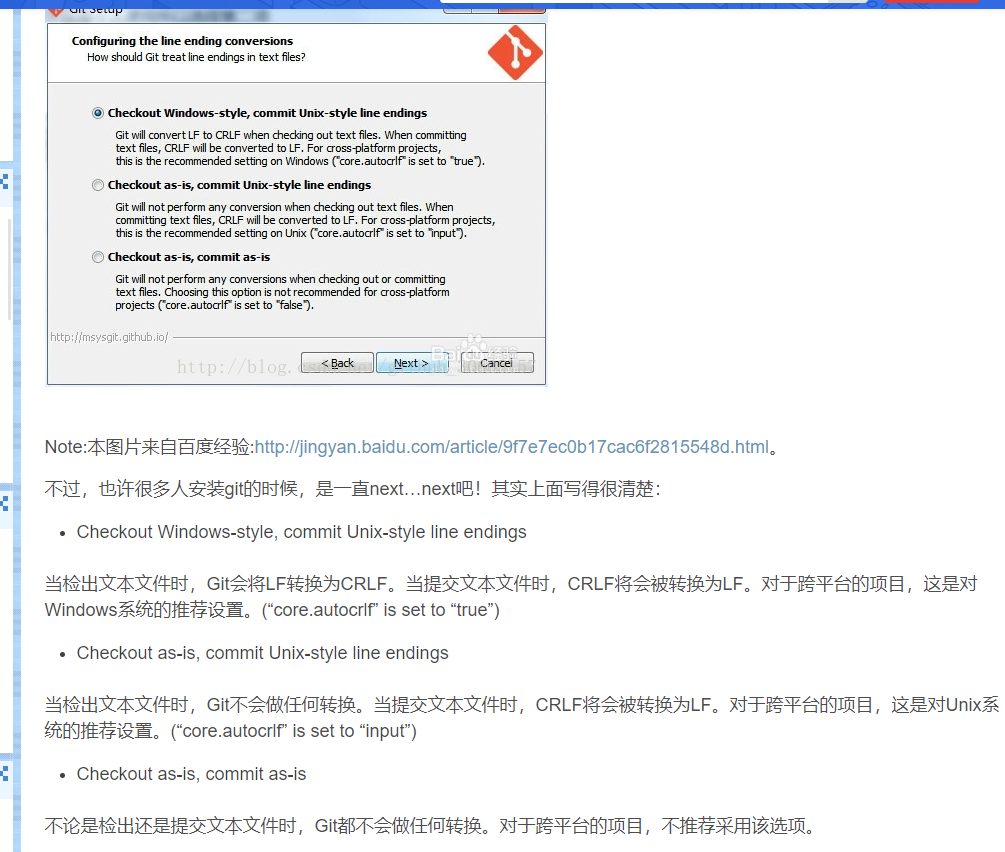 Git Setup
Configuring the line ending conversions
How should Git treat line endings in text files?
Checkout Windows-style, commit Unix-style line endings
Git will convert LF to CRLF when checking out text files. When committing
text files, CRLF will be converted to LF. For cross-platform projects,
this is the recommended setting on Windows ("core.autocrlf" is set to "true").
Checkout as-is, commit Unix-style line endings
Git will not perform any conversion when checking out text files. When
committing text files, CRLF will be converted to LF. For cross-platform projects,
this is the recommended setting on Unix ("core.autocrlf" is set to "input").
Checkout as-is, commit as-is
Git will not perform any conversions when checking out or committing
text files. Choosing this option is not recommended for cross-platform
projects ("core.autocrlf" is set to "false").
http://msysgit.github.io/
Baidu经验
http://blog.
< Back
Next >
Cancel
Note:本图片来自百度经验:http://jingyan.baidu.com/article/9f7e7ec0b17cac6f2815548d.html。
不过，也许很多人安装git的时候，是一直next…next吧！其实上面写得很清楚：
• Checkout Windows-style, commit Unix-style line endings
当检出文本文件时，Git会将LF转换为CRLF。当提交文本文件时，CRLF将会被转换为LF。对于跨平台的项目，这是对
Windows系统的推荐设置。(“core.autocrlf” is set to “true”)
• Checkout as-is, commit Unix-style line endings
当检出文本文件时，Git不会做任何转换。当提交文本文件时，CRLF将会被转换为LF。对于跨平台的项目，这是对Unix系
统的推荐设置。(“core.autocrlf” is set to “input”)
• Checkout as-is, commit as-is
不论是检出还是提交文本文件时，Git都不会做任何转换。对于跨平台的项目，不推荐采用该选项。